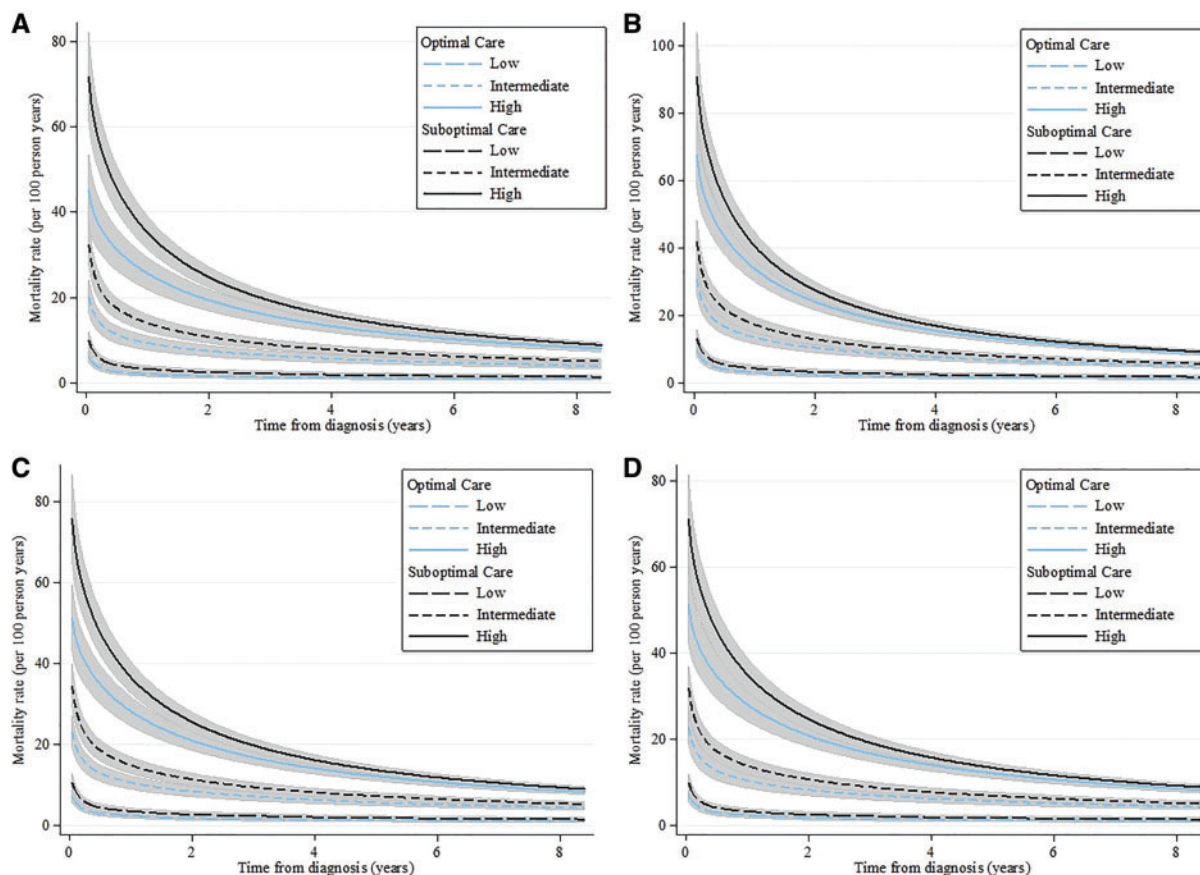 A
Mortality rate (per 100 person years)
80
60
40
20
0
0 2 4 6 8
Time from diagnosis (years)
Optimal Care
Low
Intermediate
High
Suboptimal Care
Low
Intermediate
High
B
Mortality rate (per 100 person years)
100
80
60
40
20
0
0 2 4 6 8
Time from diagnosis (years)
Optimal Care
Low
Intermediate
High
Suboptimal Care
Low
Intermediate
High
C
Mortality rate (per 100 person years)
80
60
40
20
0
0 2 4 6 8
Time from diagnosis (years)
Optimal Care
Low
Intermediate
High
Suboptimal Care
Low
Intermediate
High
D
Mortality rate (per 100 person years)
80
60
40
20
0
0 2 4 6 8
Time from diagnosis (years)
Optimal Care
Low
Intermediate
High
Suboptimal Care
Low
Intermediate
High